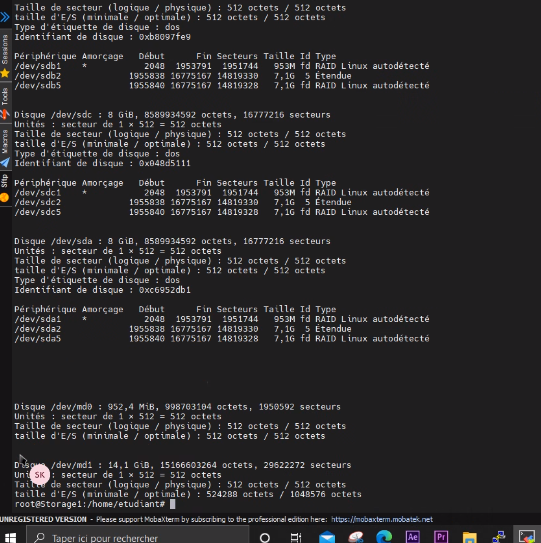 Taille de secteur (logique / physique) : 512 octets / 512 octets
taille d'E/S (minimale / optimale) : 512 octets / 512 octets
Type d'étiquette de disque : dos
Identifiant de disque : 0xb8097fe9
Périphérique Amorçage Début Fin Secteurs Taille Id Type
/dev/sdb1 * 2048 1953791 1951744 953M fd RAID Linux autodétecté
/dev/sdb2 1955838 16775167 14819330 7,1G 5 Étendue
/dev/sdb5 1955840 16775167 14819328 7,1G fd RAID Linux autodétecté
Disque /dev/sdc : 8 GiB, 8589934592 octets, 16777216 secteurs
Unités : secteur de 1 × 512 = 512 octets
Taille de secteur (logique / physique) : 512 octets / 512 octets
taille d'E/S (minimale / optimale) : 512 octets / 512 octets
Type d'étiquette de disque : dos
Identifiant de disque : 0x048d5111
Périphérique Amorçage Début Fin Secteurs Taille Id Type
/dev/sdc1 * 2048 1953791 1951744 953M fd RAID Linux autodétecté
/dev/sdc2 1955838 16775167 14819330 7,1G 5 Étendue
/dev/sdc5 1955840 16775167 14819328 7,1G fd RAID Linux autodétecté
Disque /dev/sda : 8 GiB, 8589934592 octets, 16777216 secteurs
Unités : secteur de 1 × 512 = 512 octets
Taille de secteur (logique / physique) : 512 octets / 512 octets
taille d'E/S (minimale / optimale) : 512 octets / 512 octets
Type d'étiquette de disque : dos
Identifiant de disque : 0xc6952db1
Périphérique Amorçage Début Fin Secteurs Taille Id Type
/dev/sda1 * 2048 1953791 1951744 953M fd RAID Linux autodétecté
/dev/sda2 1955838 16775167 14819330 7,1G 5 Étendue
/dev/sda5 1955840 16775167 14819328 7,1G fd RAID Linux autodétecté
Disque /dev/md0 : 952,4 MiB, 998703104 octets, 1950592 secteurs
Unités : secteur de 1 × 512 = 512 octets
Taille de secteur (logique / physique) : 512 octets / 512 octets
taille d'E/S (minimale / optimale) : 512 octets / 512 octets
/dev/md1 : 14,1 GiB, 15166603264 octets, 29622272 secteurs
: secteur de 1 × 512 = 512 octets
Taille de secteur (logique / physique) : 512 octets / 512 octets
taille d'E/S (minimale / optimale) : 524288 octets / 1048576 octets
root@Storage1:/home/etudiant#
SK
Sessions
Tools
Macros
Sftp
UNREGISTERED VERSION - Please support MobaXterm by subscribing to the professional edition here: https://mobaxterm.mobatek.net
Taper ici pour rechercher
Ae
Pr